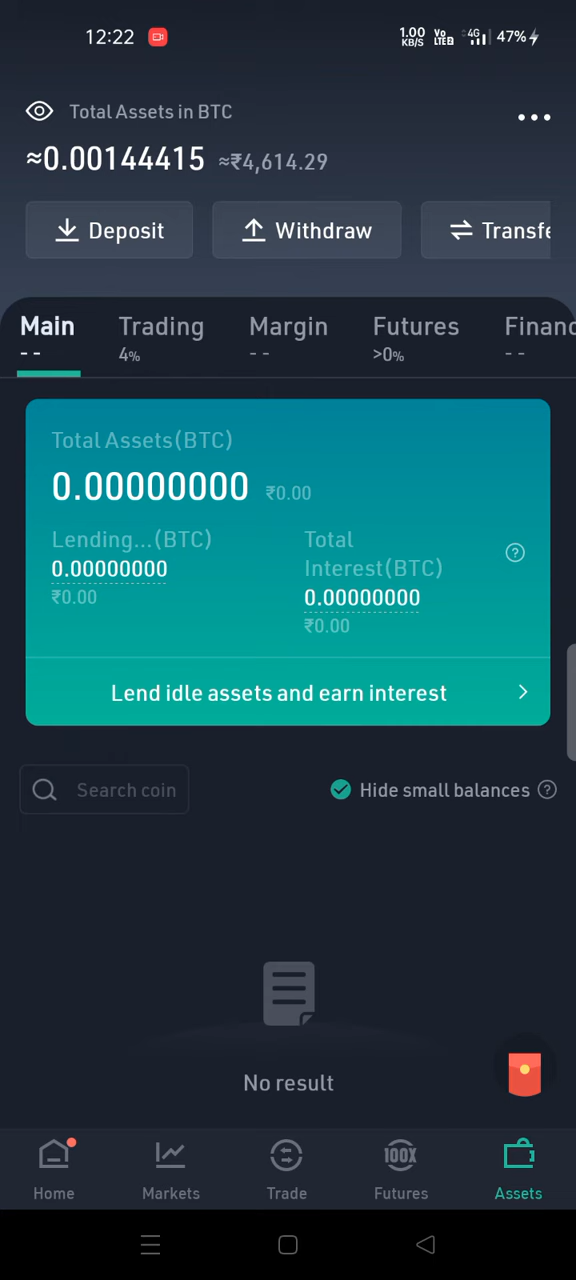 12:22 1.00 KB/S Vo LTE2 4G 47%
Total Assets in BTC
≈0.00144415 ≈₹4,614.29
Deposit Withdraw Transfe
Main Trading Margin Futures Financ
-- 4% -- >0% --
Total Assets(BTC)
0.00000000 ₹0.00
Lending...(BTC)
0.00000000
₹0.00
Total
Interest(BTC)
0.00000000
₹0.00
?
Lend idle assets and earn interest
Search coin Hide small balances ?
No result
100X
Home Markets Trade Futures Assets